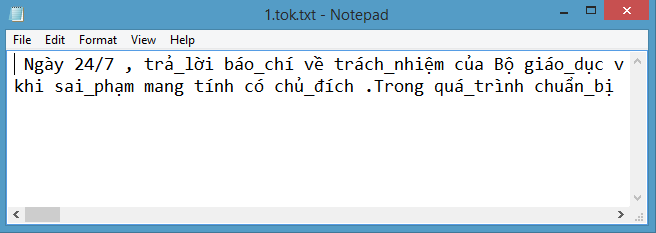 1.tok.txt - Notepad
File Edit Format View Help
Ngày 24/7 , trả_lời báo_chí về trách_nhiệm của Bộ giáo_dục v
khi sai_phạm mang tính có chủ_đích .Trong quá_trình chuẩn_bị